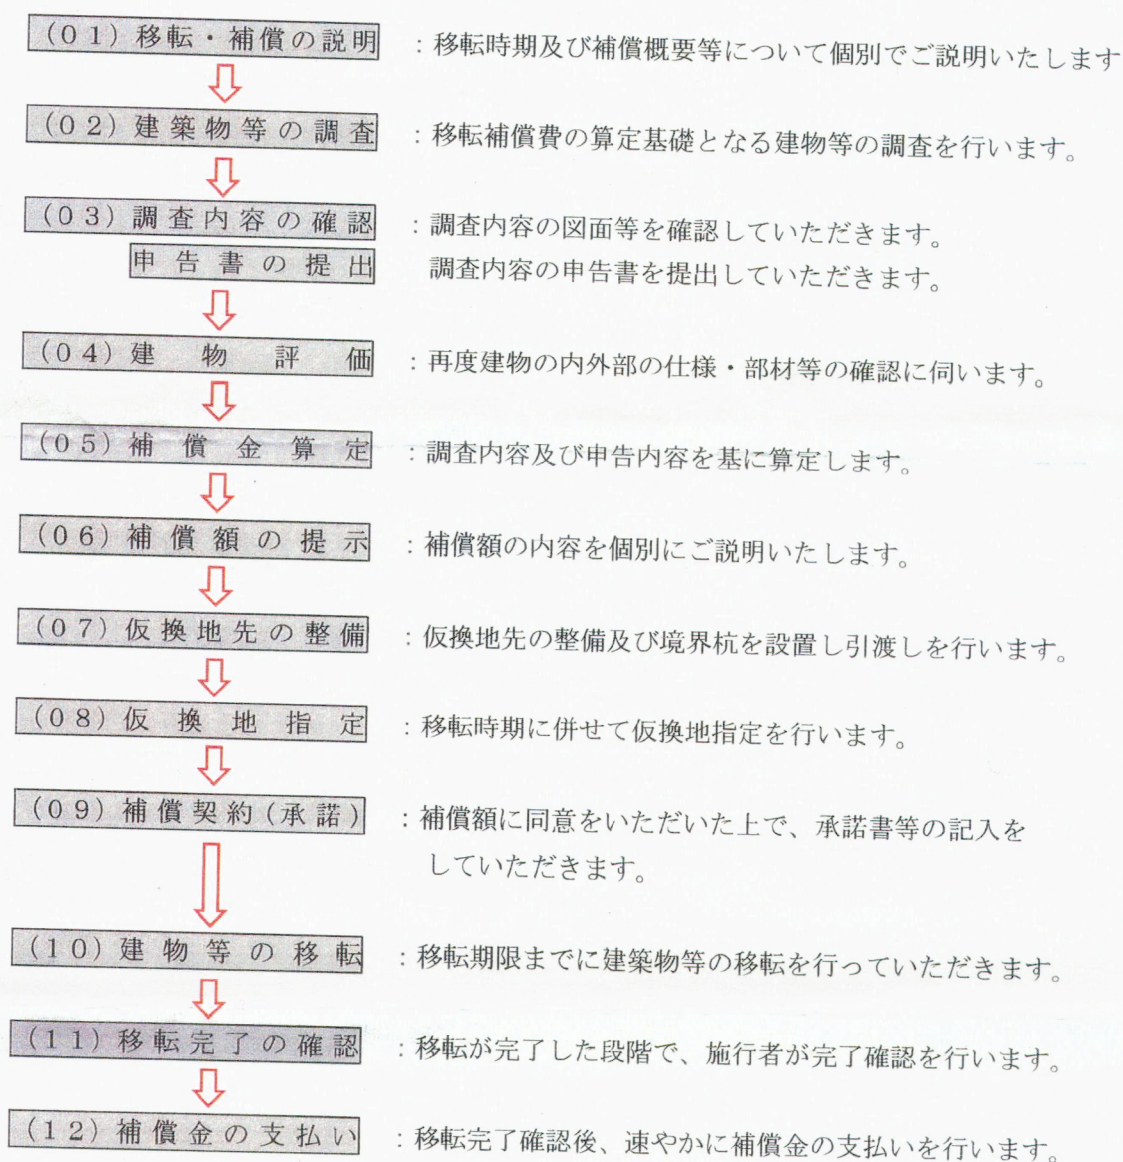 (01)移転・補償の説明 :移転時期及び補償概要等について個別でご説明いたします
(02)建築物等の調査 :移転補償費の算定基礎となる建物等の調査を行います。
(03)調査内容の確認 :調査内容の図面等を確認していただきます。
申告書の提出 調査内容の申告書を提出していただきます。
(04)建物評価 :再度建物の内外部の仕様・部材等の確認に伺います。
(05)補償金算定 :調査内容及び申告内容を基に算定します。
(06)補償額の提示 :補償額の内容を個別にご説明いたします。
(07)仮換地先の整備 :仮換地先の整備及び境界杭を設置し引渡しを行います。
(08)仮換地指定 :移転時期に併せて仮換地指定を行います。
(09)補償契約(承諾) :補償額に同意をいただいた上で、承諾書等の記入を
していただきます。
(10)建物等の移転 :移転期限までに建築物等の移転を行っていただきます。
(11)移転完了の確認 :移転が完了した段階で、施行者が完了確認を行います。
(12)補償金の支払い :移転完了確認後、速やかに補償金の支払いを行います。